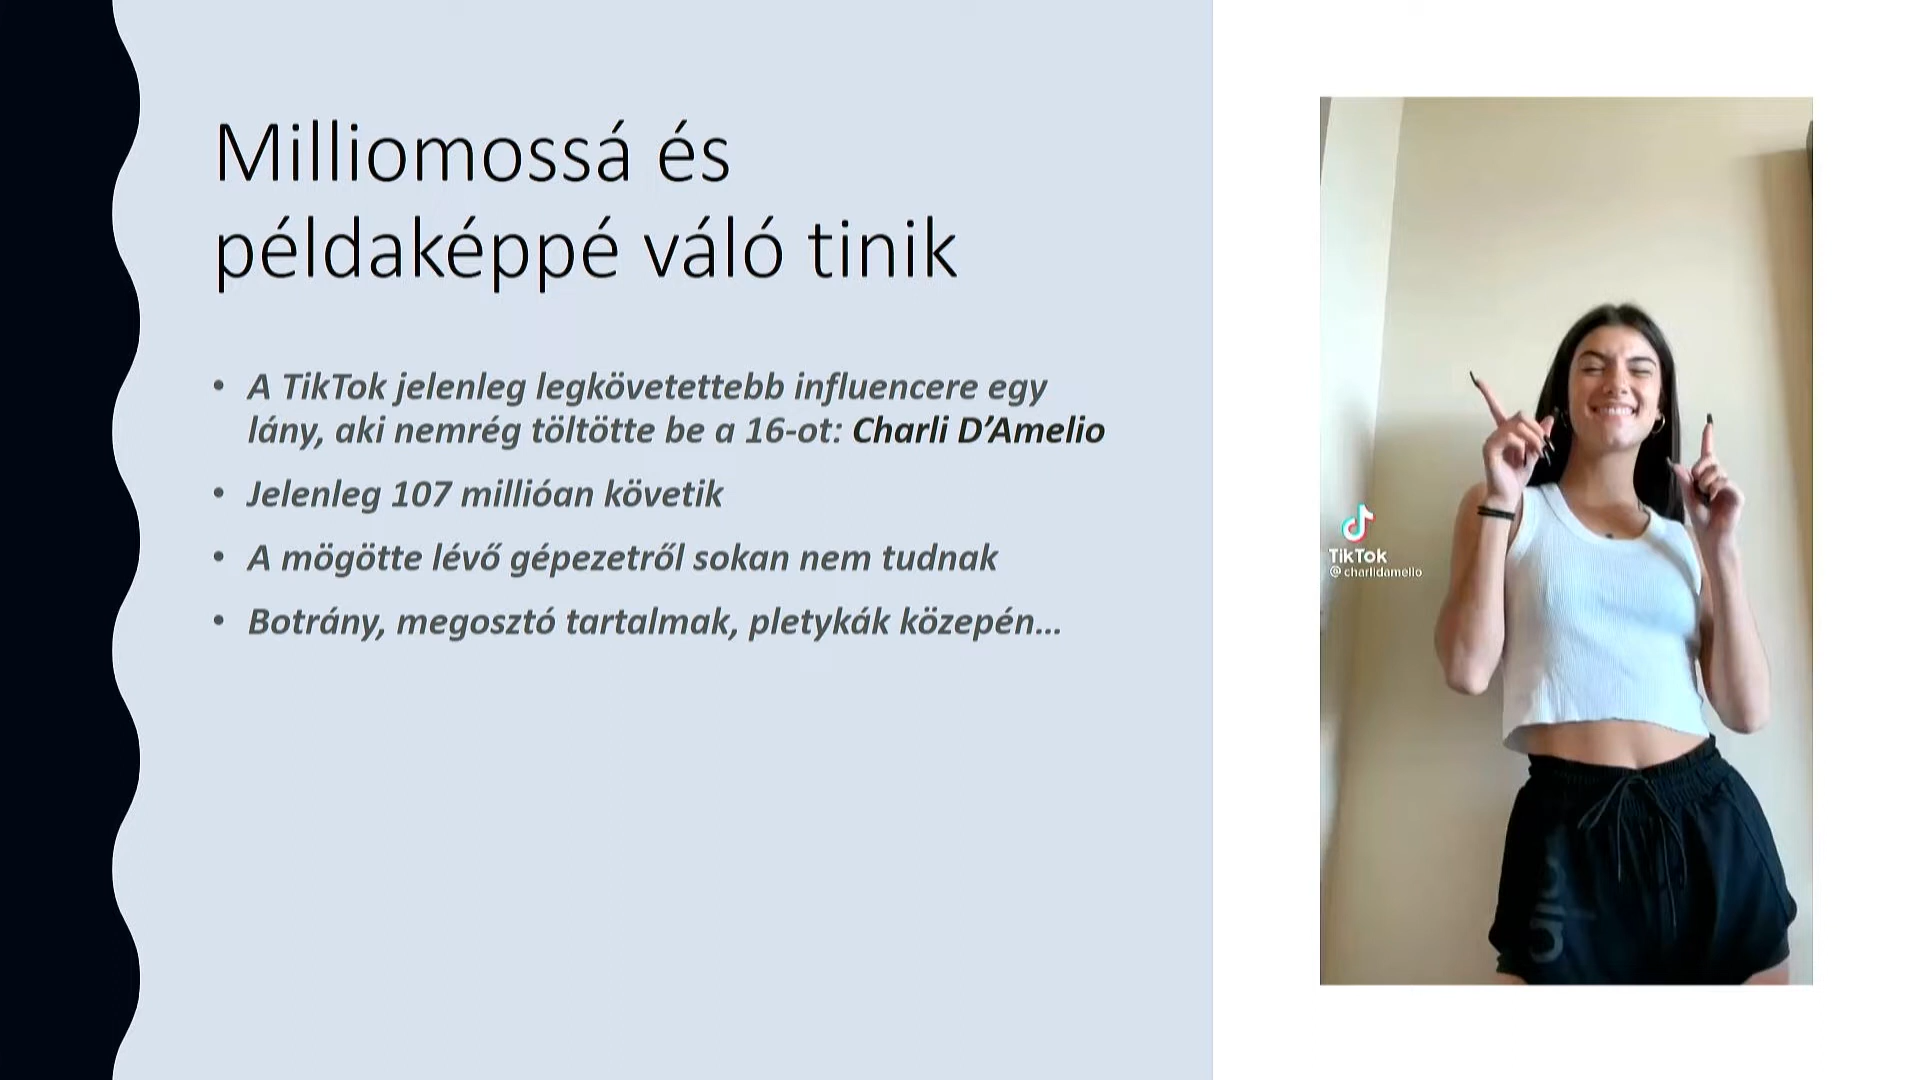 Milliomossá és
példaképpé váló tinik
• A TikTok jelenleg legkövetettebb influencere egy
lány, aki nemrég töltötte be a 16-ot: Charli D’Amelio
• Jelenleg 107 millióan követik
• A mögötte lévő gépezetről sokan nem tudnak
• Botrány, megosztó tartalmak, pletykák közepén...
TikTok
@charlidamelio